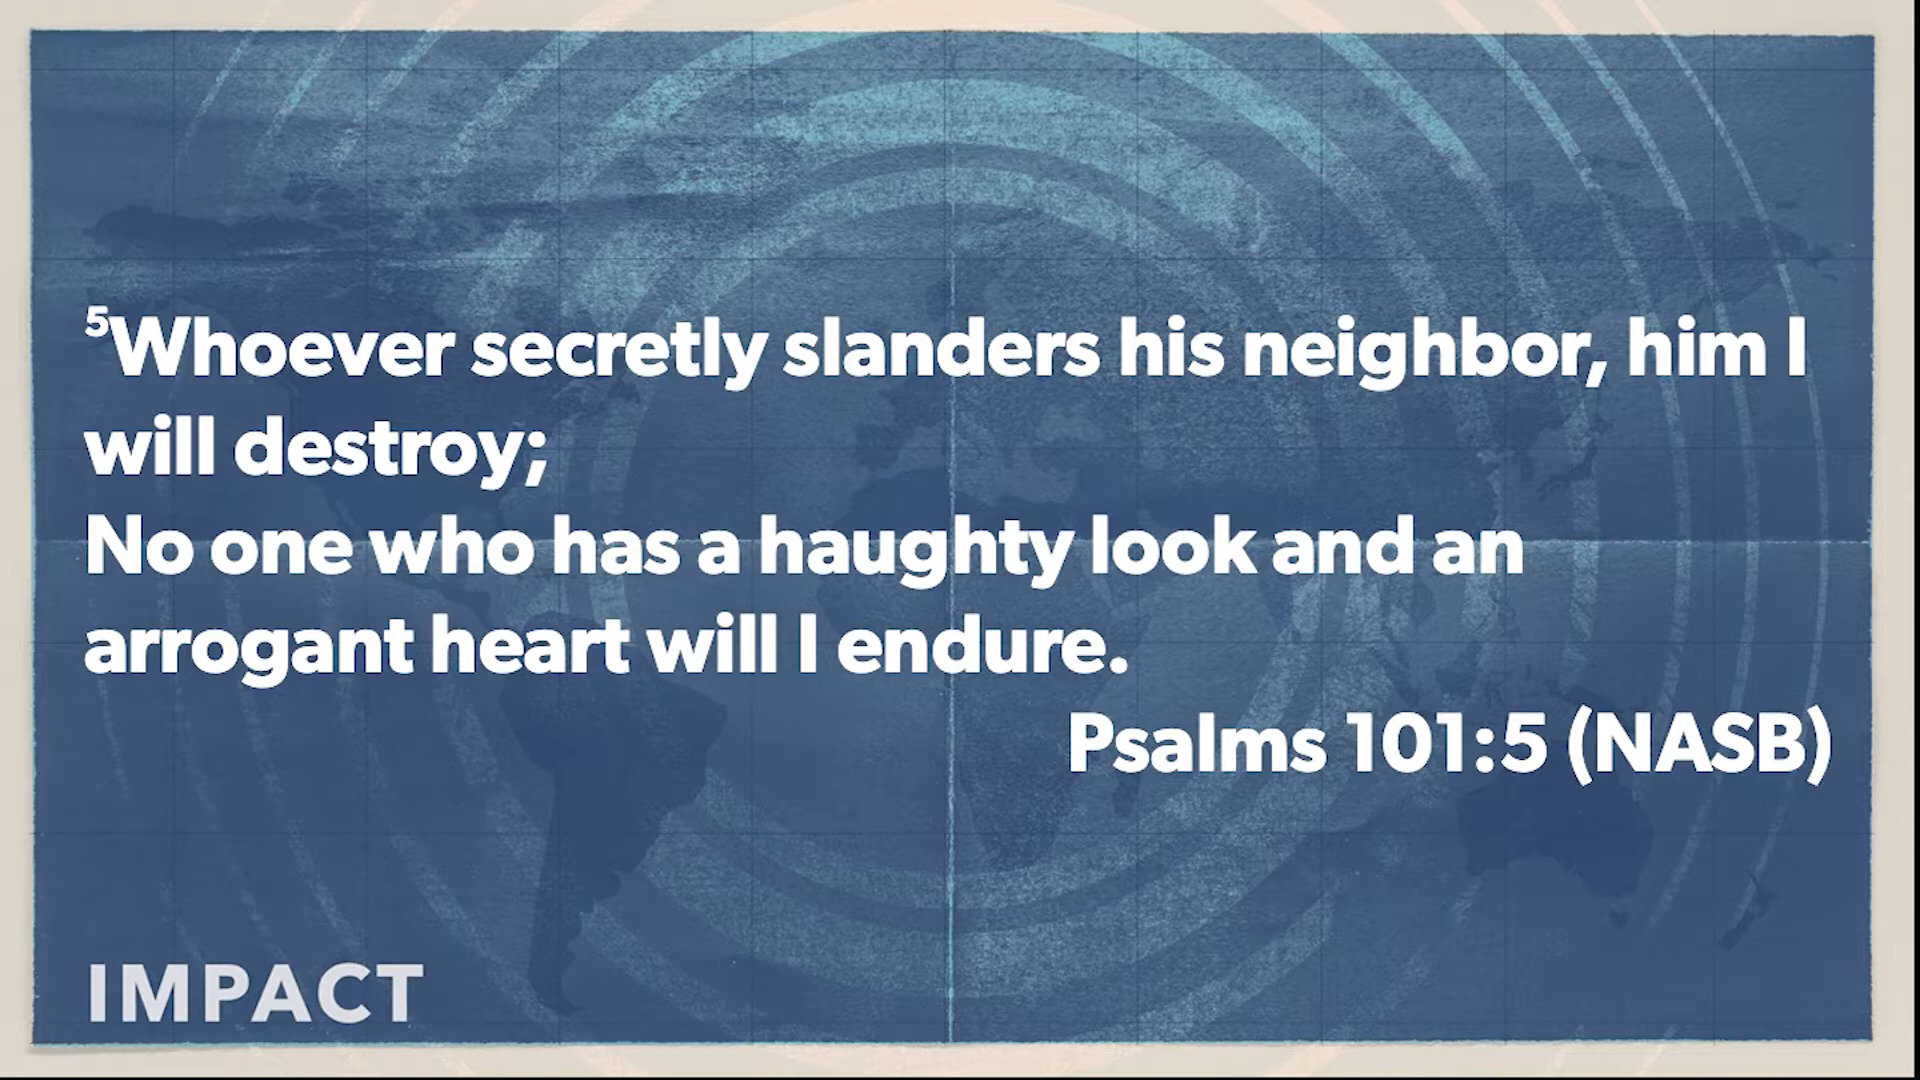 ⁵Whoever secretly slanders his neighbor, him I
will destroy;
No one who has a haughty look and an
arrogant heart will I endure.
Psalms 101:5 (NASB)
IMPACT